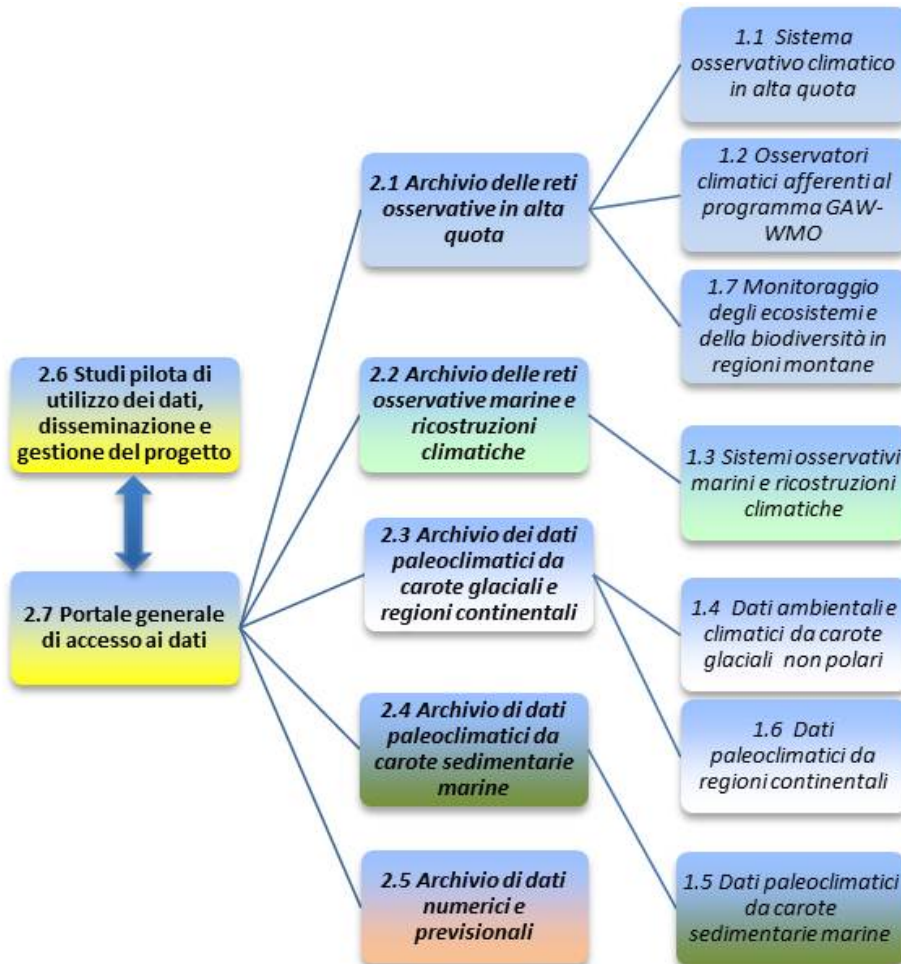 2.6 Studi pilota di
utilizzo dei dati,
disseminazione e
gestione del progetto
2.7 Portale generale
di accesso ai dati
2.1 Archivio delle reti
osservative in alta
quota
2.2 Archivio delle reti
osservative marine e
ricostruzioni
climatiche
2.3 Archivio dei dati
paleoclimatici da
carote glaciali e
regioni continentali
2.4 Archivio di dati
paleoclimatici da
carote sedimentarie
marine
2.5 Archivio di dati
numerici e
previsionali
1.1 Sistema
osservativo climatico
in alta quota
1.2 Osservatori
climatici afferenti al
programma GAW-
WMO
1.7 Monitoraggio
degli ecosistemi e
della biodiversità in
regioni montane
1.3 Sistemi osservativi
marini e ricostruzioni
climatiche
1.4 Dati ambientali e
climatici da carote
glaciali non polari
1.6 Dati
paleoclimatici da
regioni continentali
1.5 Dati paleoclimatici
da carote
sedimentarie marine